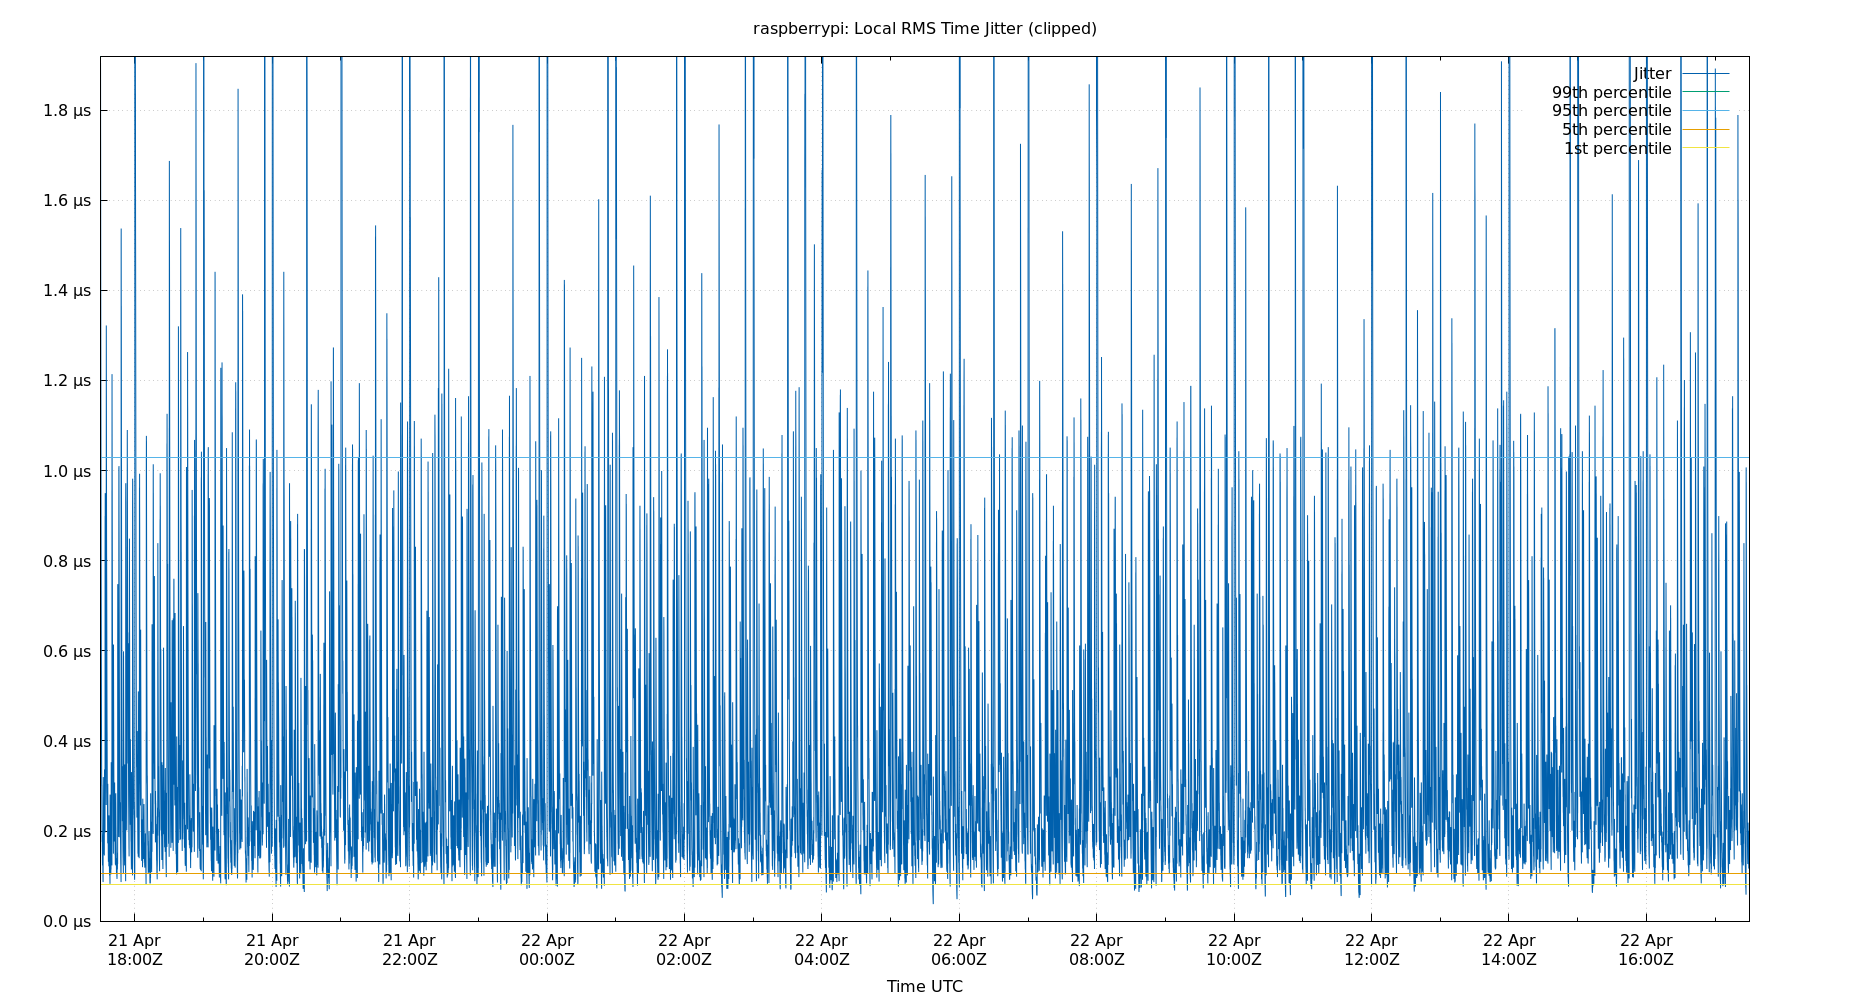 raspberrypi: Local RMS Time Jitter (clipped)
Jitter
99th percentile
95th percentile
5th percentile
1st percentile
1.8 µs
1.6 µs
1.4 µs
1.2 µs
1.0 µs
0.8 µs
0.6 µs
0.4 µs
0.2 µs
0.0 µs
21 Apr 21 Apr 21 Apr 22 Apr 22 Apr 22 Apr 22 Apr 22 Apr 22 Apr 22 Apr 22 Apr 22 Apr
18:00Z 20:00Z 22:00Z 00:00Z 02:00Z 04:00Z 06:00Z 08:00Z 10:00Z 12:00Z 14:00Z 16:00Z
Time UTC